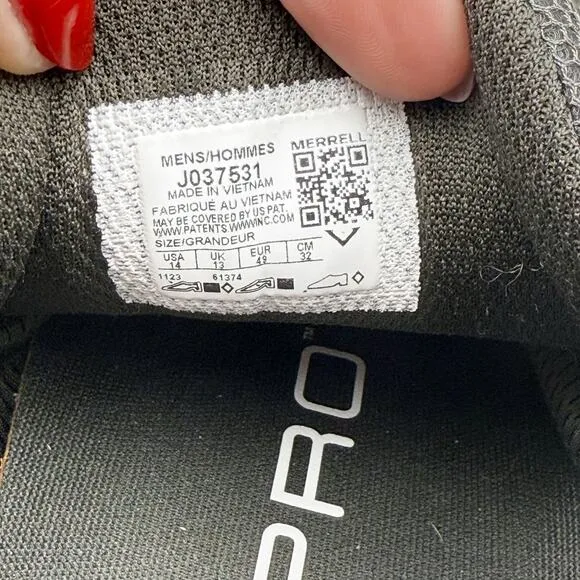 MENS/HOMMES
MERRELL
J037531
MADE IN VIETNAM
FABRIQUÉ AU VIETNAM
MAY BE COVERED BY US PAT.
WWW.PATENTS.WWWINC.COM
SIZE/GRANDEUR
USA UK EUR CM
14 13 49 32
1123 61374
PRO